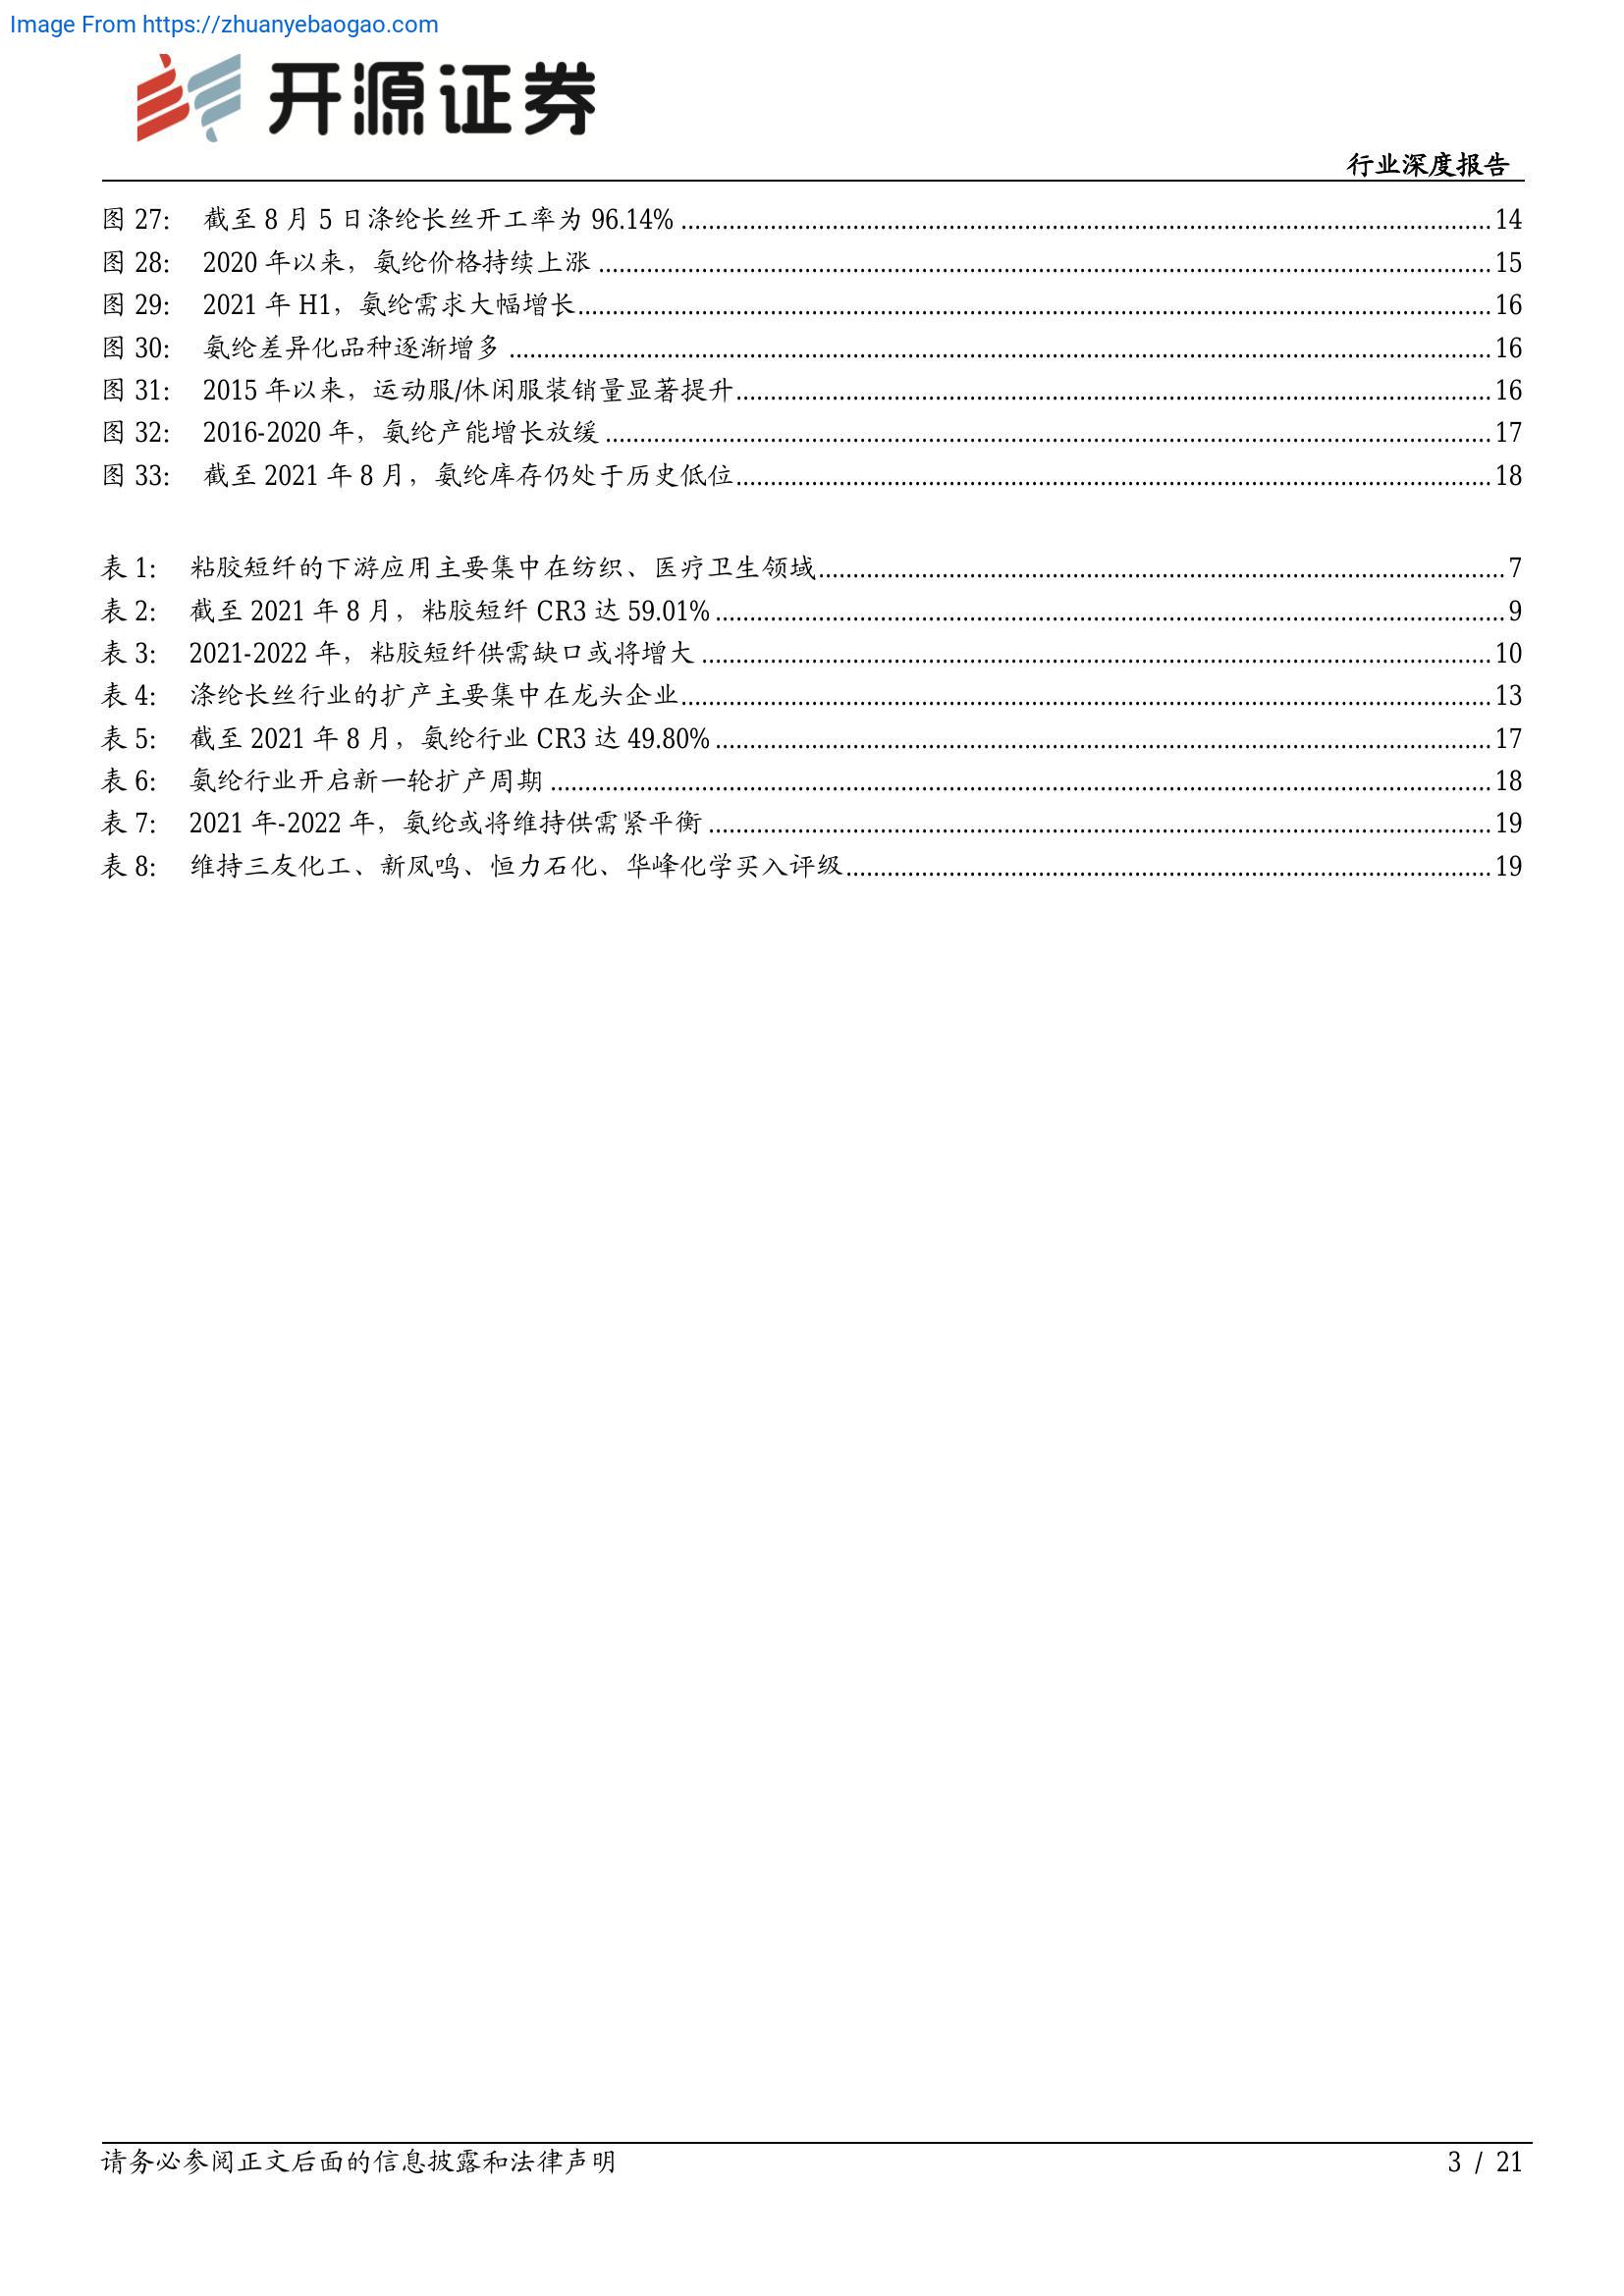 Image From https://zhuanyebaogao.com
开源证券
行业深度报告
图 27： 截至 8 月 5 日涤纶长丝开工率为 96.14% 14
图 28： 2020 年以来，氨纶价格持续上涨 15
图 29： 2021 年 H1，氨纶需求大幅增长 16
图 30： 氨纶差异化品种逐渐增多 16
图 31： 2015 年以来，运动服/休闲服装销量显著提升 16
图 32： 2016-2020 年，氨纶产能增长放缓 17
图 33： 截至 2021 年 8 月，氨纶库存仍处于历史低位 18
表 1： 粘胶短纤的下游应用主要集中在纺织、医疗卫生领域 7
表 2： 截至 2021 年 8 月，粘胶短纤 CR3 达 59.01% 9
表 3： 2021-2022 年，粘胶短纤供需缺口或将增大 10
表 4： 涤纶长丝行业的扩产主要集中在龙头企业 13
表 5： 截至 2021 年 8 月，氨纶行业 CR3 达 49.80% 17
表 6： 氨纶行业开启新一轮扩产周期 18
表 7： 2021 年-2022 年，氨纶或将维持供需紧平衡 19
表 8： 维持三友化工、新凤鸣、恒力石化、华峰化学买入评级 19
请务必参阅正文后面的信息披露和法律声明 3 / 21